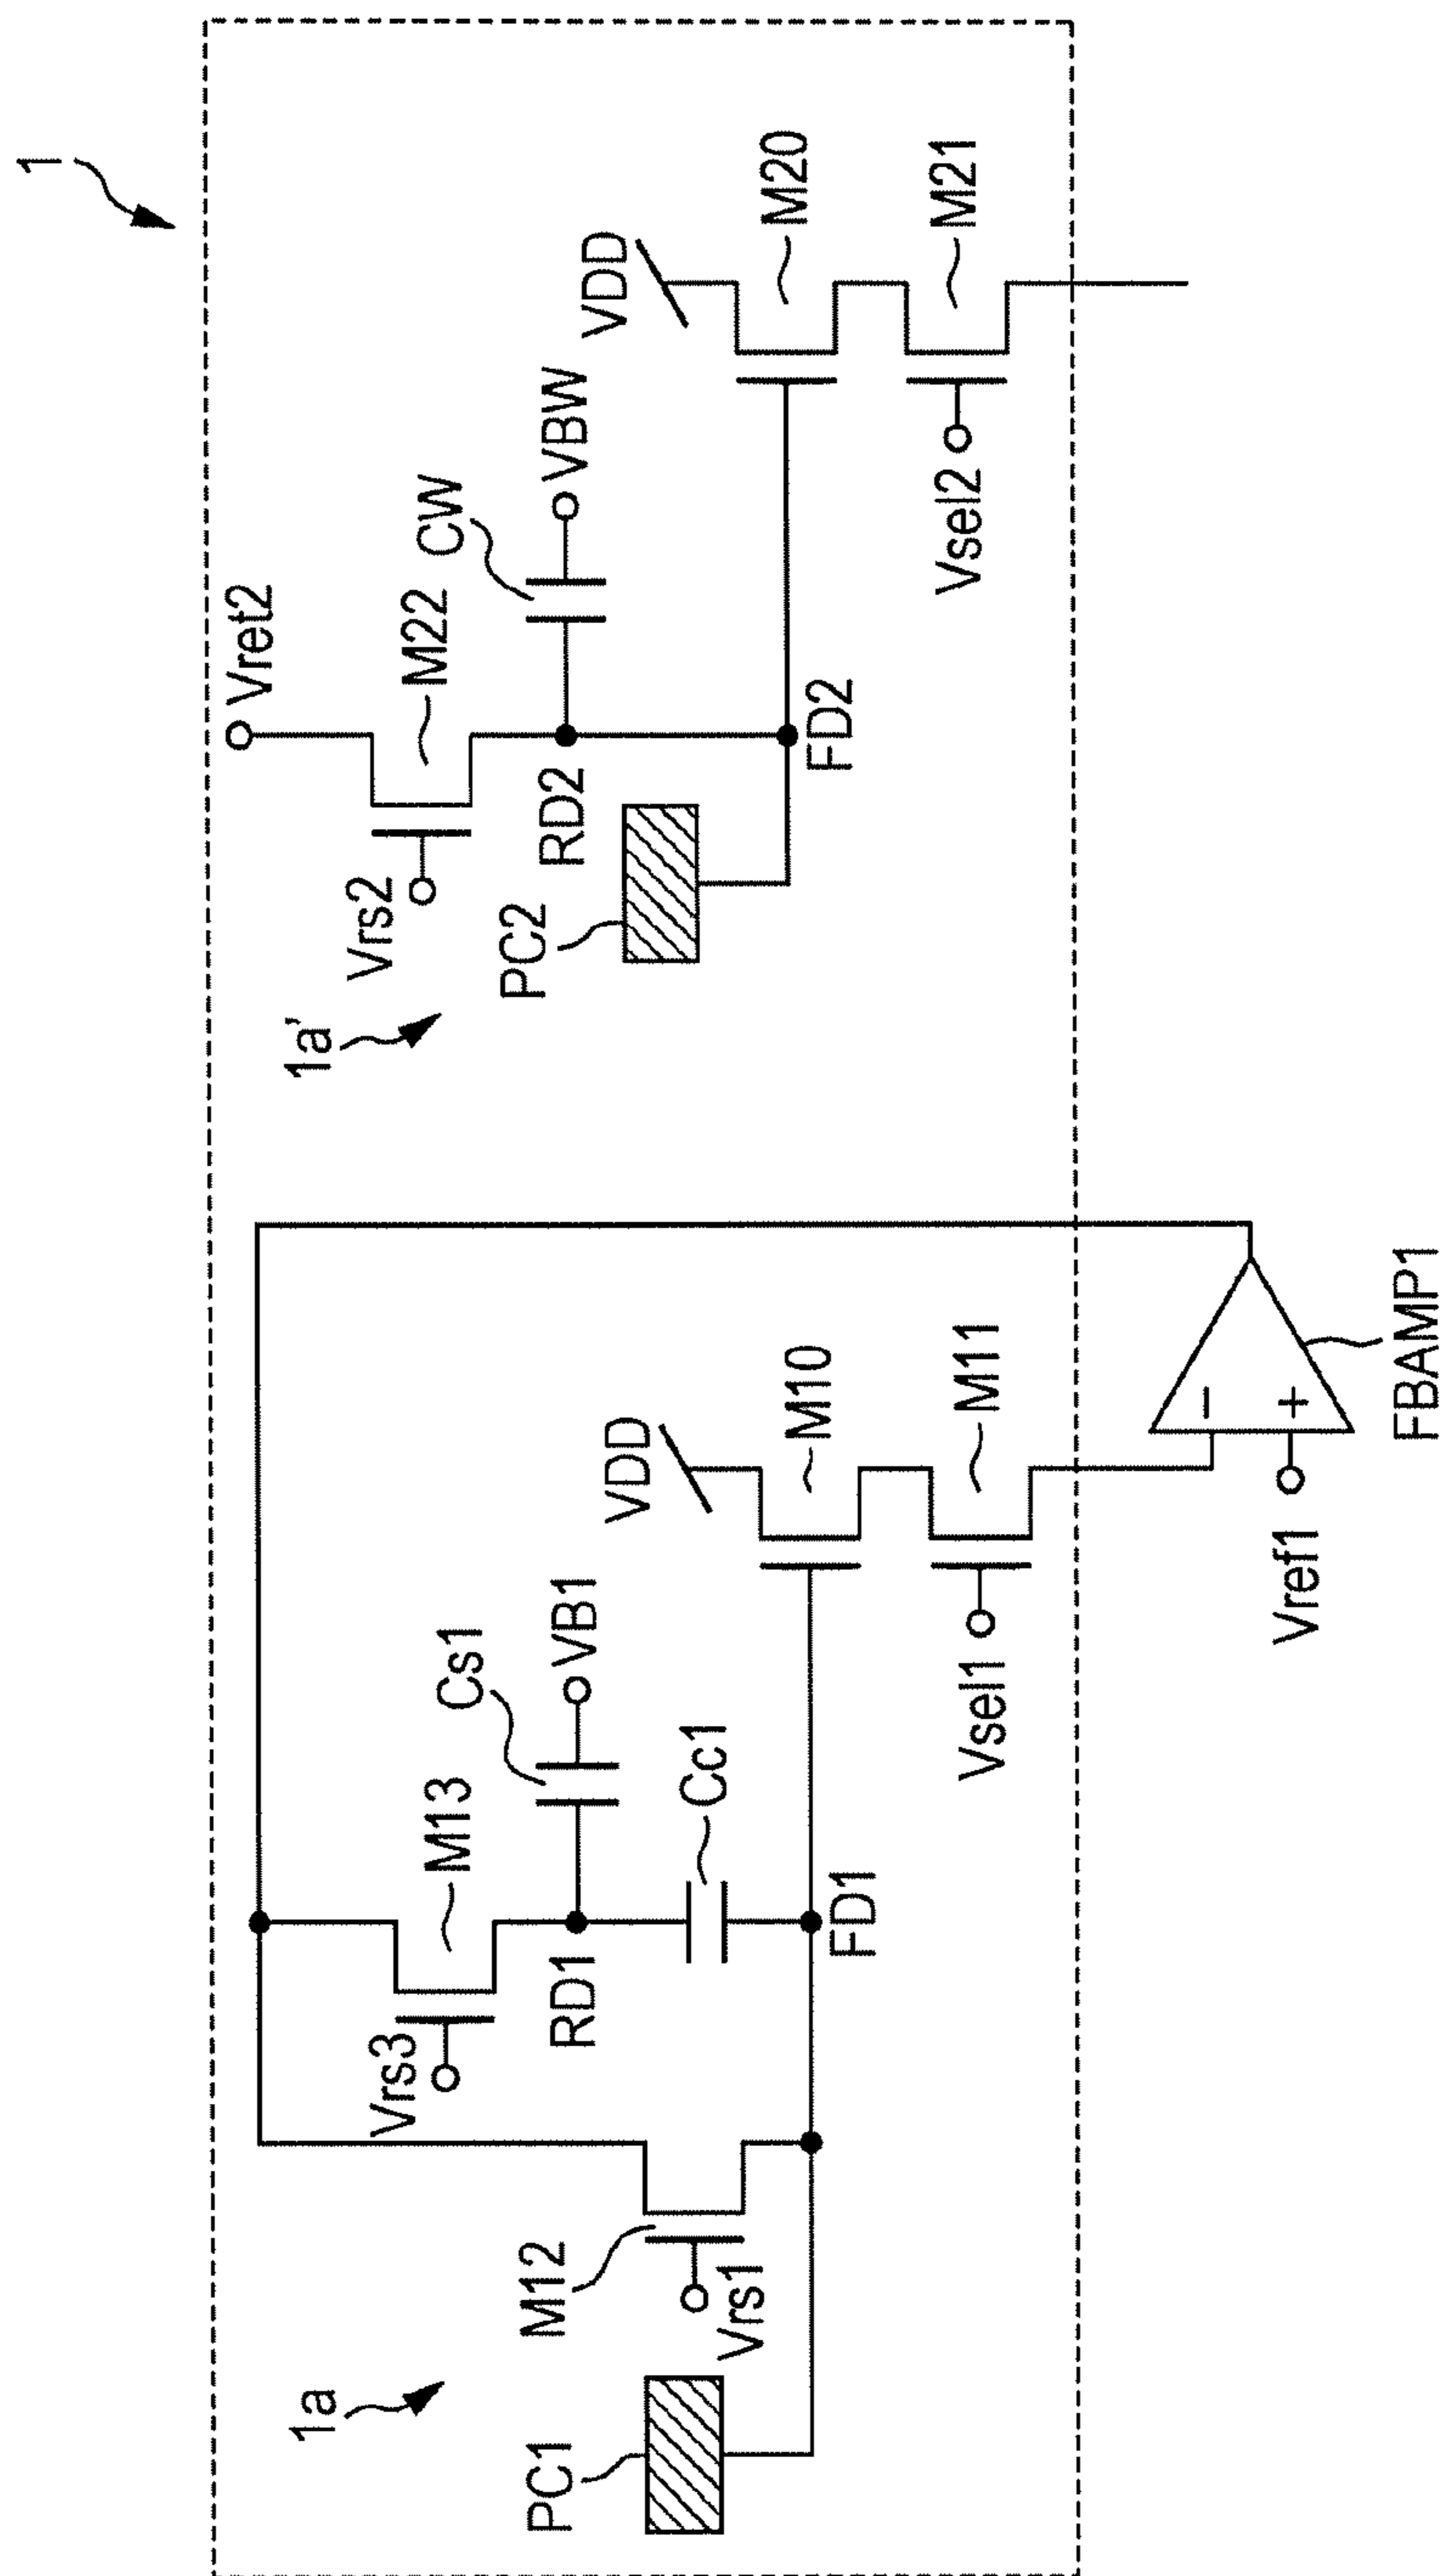 1
1a
PC1
M12
Vrs1
Vrs3
M13
RD1
Cs1
VB1
Cc1
FD1
VDD
M10
M11
Vsel1
Vref1
−
+
FBAMP1
1a'
PC2
Vrs2
M22
Vret2
RD2
CW
VBW
FD2
VDD
M20
M21
Vsel2